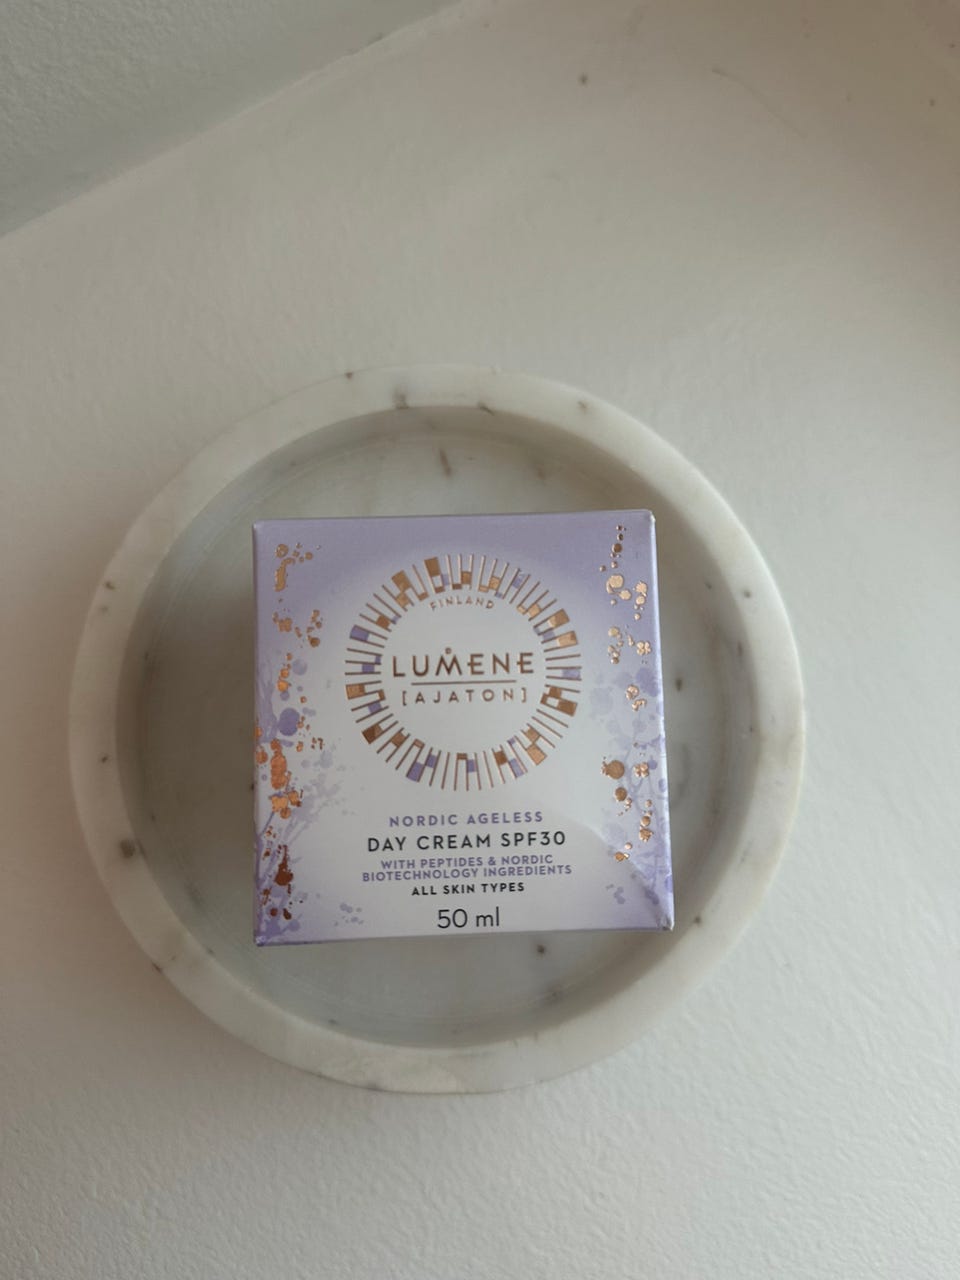 FINLAND
LUMENE
[AJATON]
NORDIC AGELESS
DAY CREAM SPF30
WITH PEPTIDES & NORDIC
BIOTECHNOLOGY INGREDIENTS
ALL SKIN TYPES
50 ml